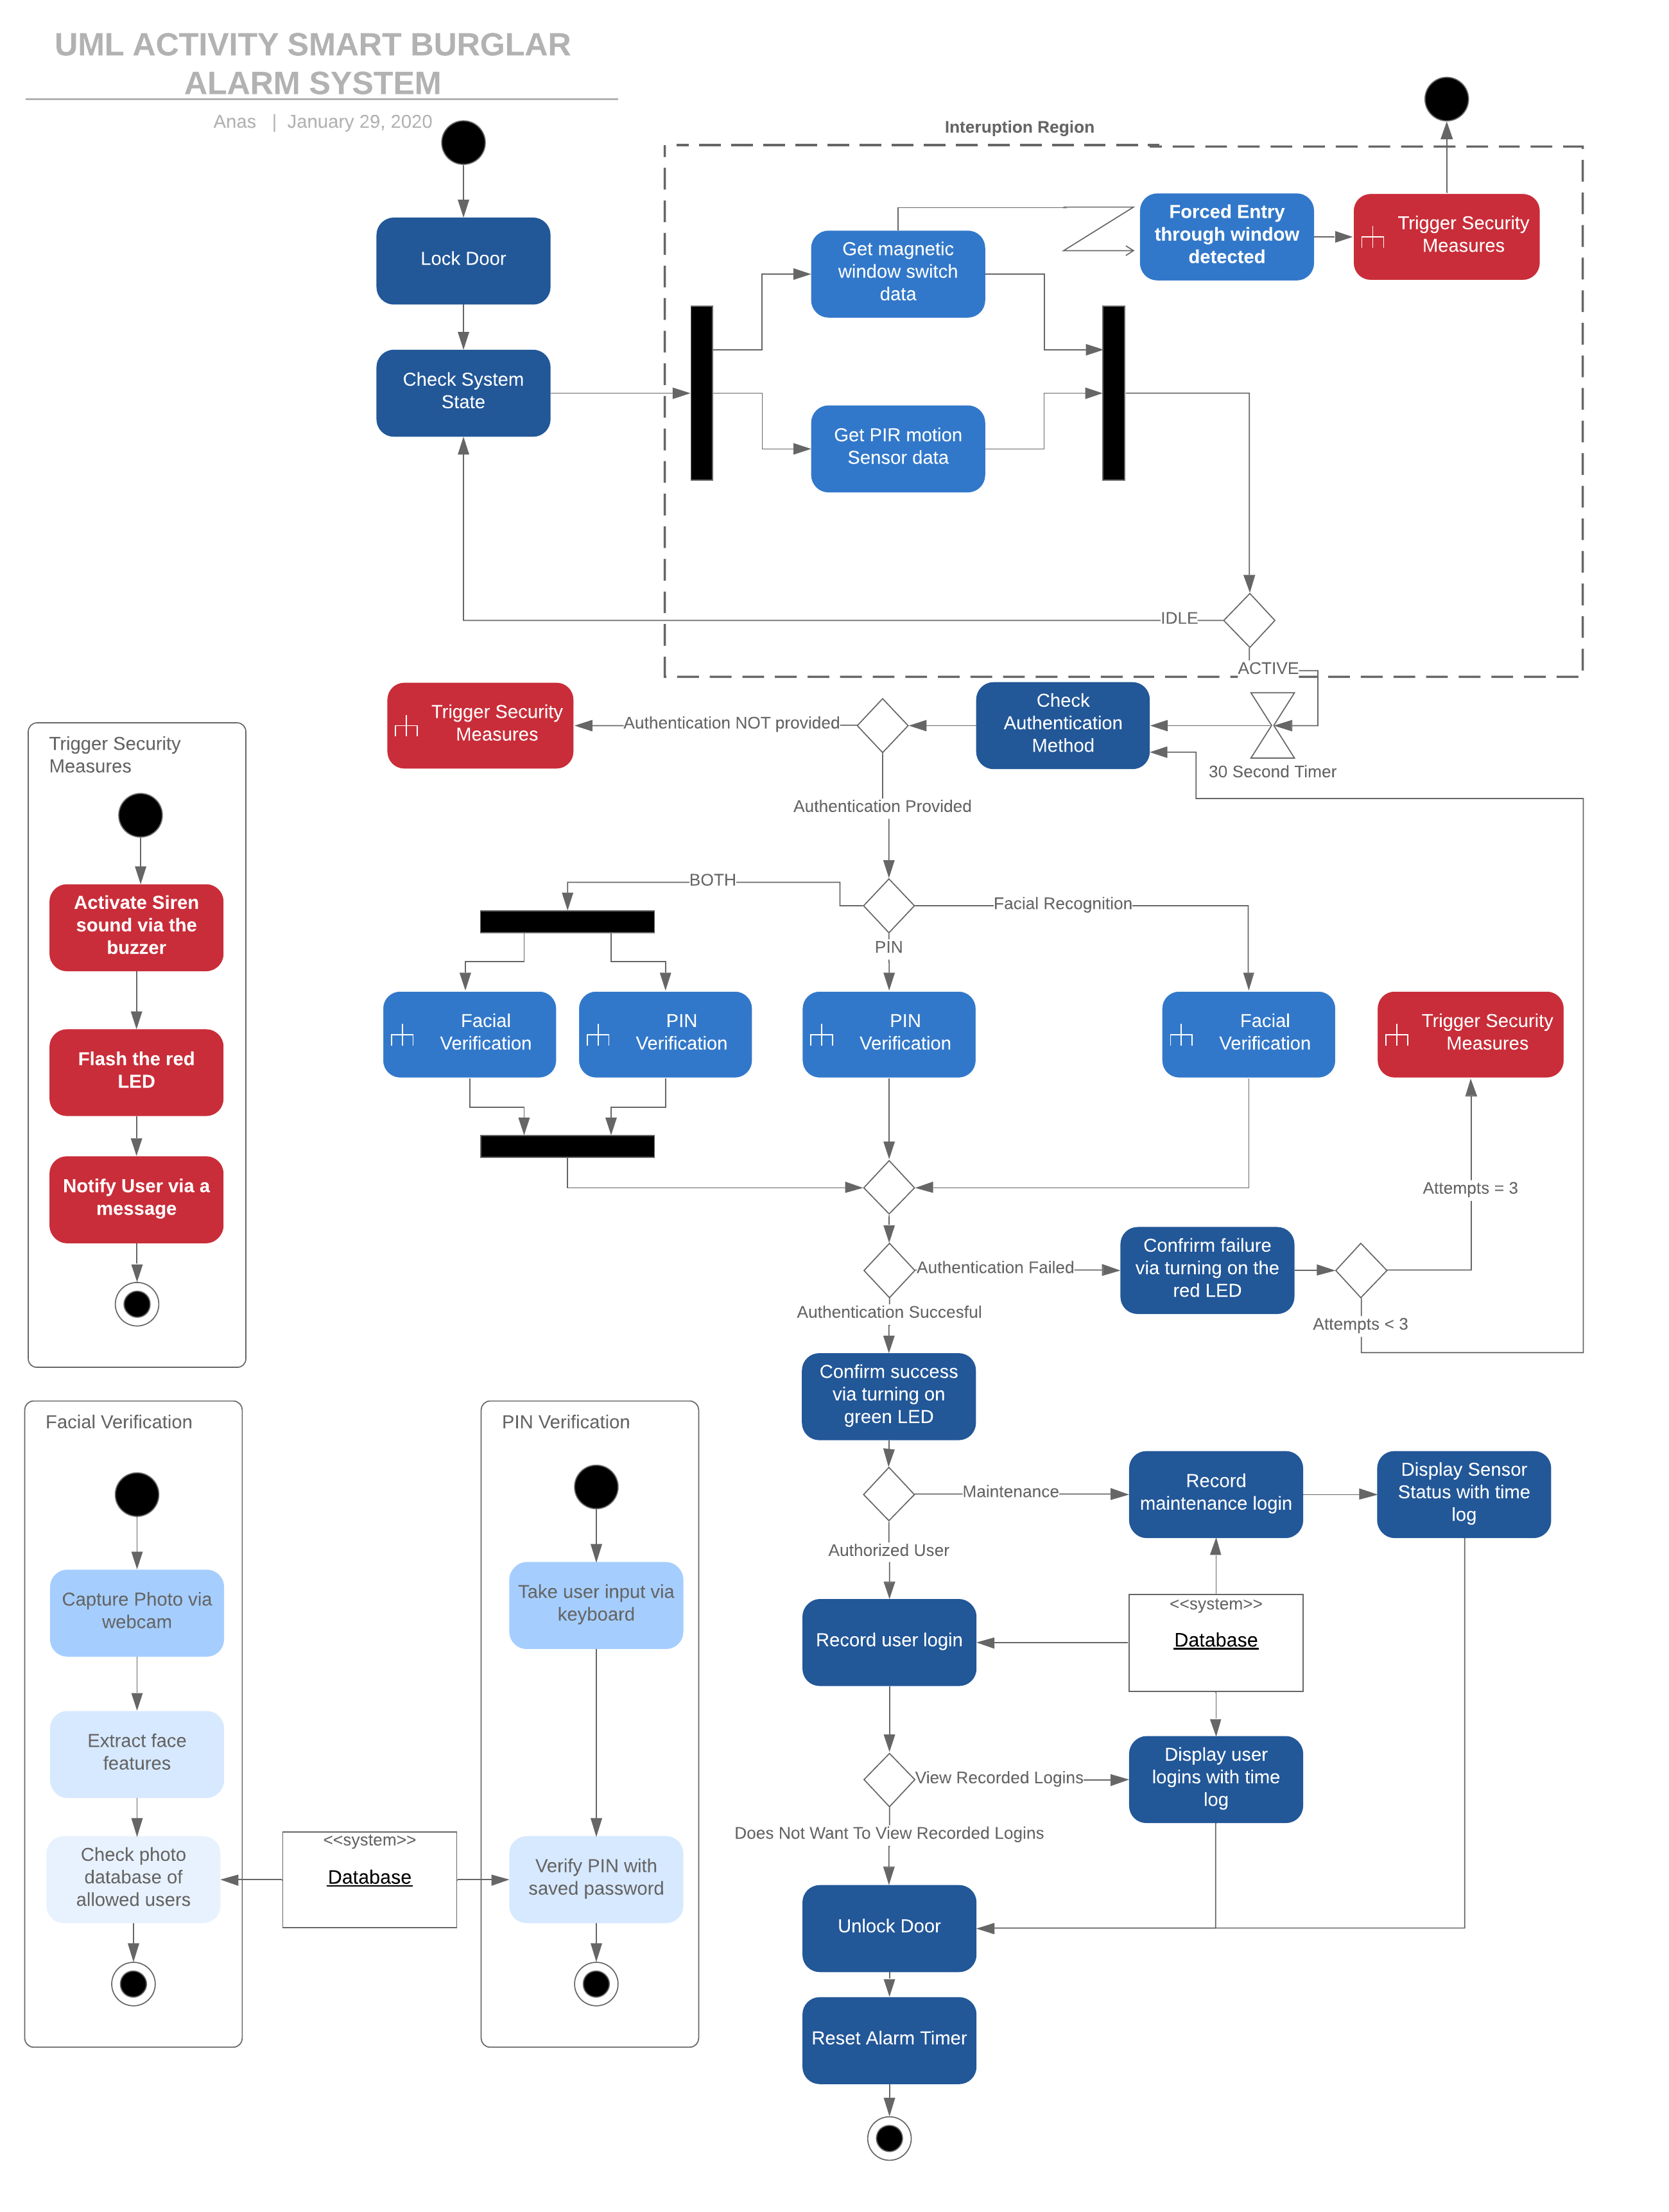 UML ACTIVITY SMART BURGLAR
ALARM SYSTEM
Anas | January 29, 2020
Interuption Region
Lock Door
Check System
State
Get magnetic
window switch
data
Get PIR motion
Sensor data
Forced Entry
through window
detected
Trigger Security
Measures
IDLE
ACTIVE
30 Second Timer
Check
Authentication
Method
Authentication NOT provided
Trigger Security
Measures
Authentication Provided
BOTH
Facial Recognition
PIN
Facial
Verification
PIN
Verification
PIN
Verification
Facial
Verification
Trigger Security
Measures
Attempts = 3
Authentication Failed
Confrirm failure
via turning on the
red LED
Attempts < 3
Authentication Succesful
Confirm success
via turning on
green LED
Maintenance
Record
maintenance login
Display Sensor
Status with time
log
Authorized User
Record user login
<<system>>
Database
View Recorded Logins
Display user
logins with time
log
Does Not Want To View Recorded Logins
Unlock Door
Reset Alarm Timer
Trigger Security
Measures
Activate Siren
sound via the
buzzer
Flash the red
LED
Notify User via a
message
Facial Verification
Capture Photo via
webcam
Extract face
features
Check photo
database of
allowed users
<<system>>
Database
PIN Verification
Take user input via
keyboard
Verify PIN with
saved password